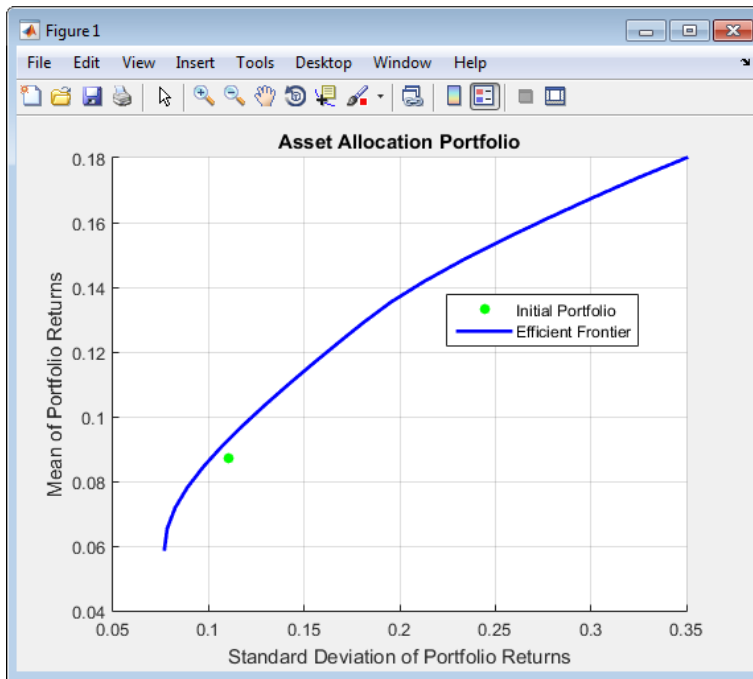 Figure 1
File Edit View Insert Tools Desktop Window Help
Asset Allocation Portfolio
0.18
0.16
0.14
0.12
0.1
0.08
0.06
0.04
Mean of Portfolio Returns
Initial Portfolio
Efficient Frontier
0.05 0.1 0.15 0.2 0.25 0.3 0.35
Standard Deviation of Portfolio Returns